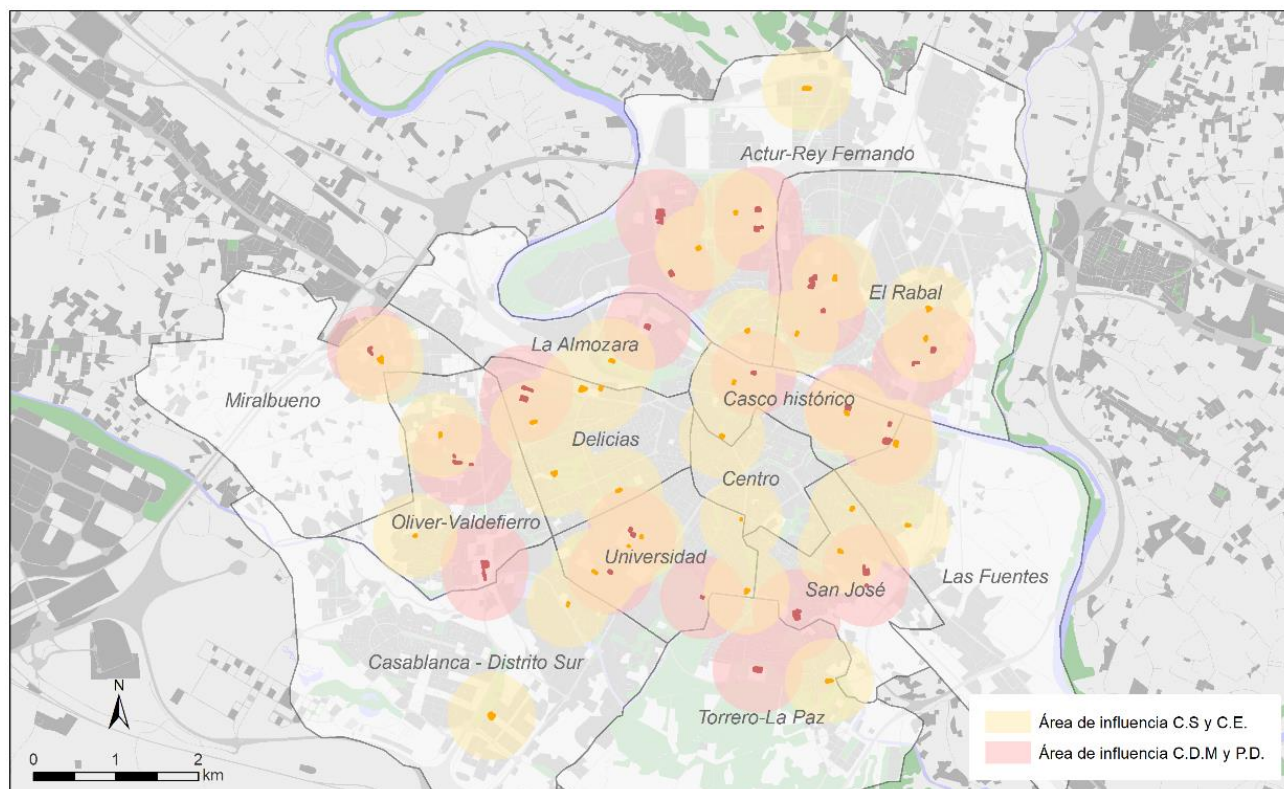 Actur-Rey Fernando
El Rabal
La Almozara
Miralbueno
Casco histórico
Delicias
Centro
Oliver-Valdefierro
Universidad
San José
Las Fuentes
Casablanca - Distrito Sur
Torrero-La Paz
N
0 1 2
km
Área de influencia C.S y C.E.
Área de influencia C.D.M y P.D.